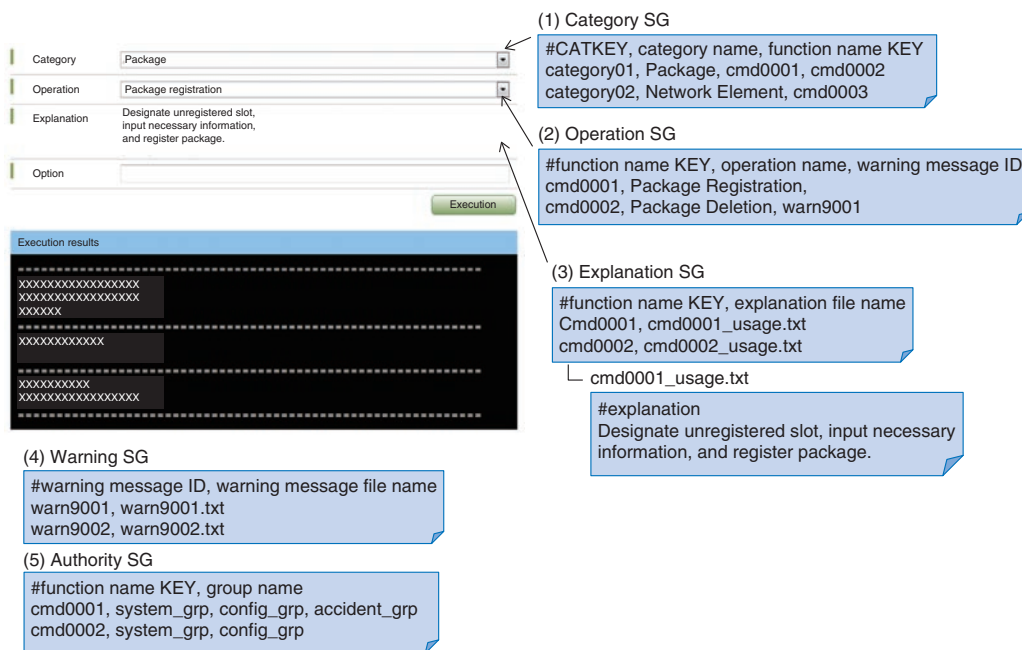 Category
Package
Operation
Package registration
Explanation
Designate unregistered slot,
input necessary information,
and register package.
Option
Execution
Execution results
XXXXXXXXXXXXXXXXX
XXXXXXXXXXXXXXXXX
XXXXXX
XXXXXXXXXXXX
XXXXXXXXXX
XXXXXXXXXXXXXXXXX
(1) Category SG
#CATKEY, category name, function name KEY
category01, Package, cmd0001, cmd0002
category02, Network Element, cmd0003
(2) Operation SG
#function name KEY, operation name, warning message ID
cmd0001, Package Registration,
cmd0002, Package Deletion, warn9001
(3) Explanation SG
#function name KEY, explanation file name
Cmd0001, cmd0001_usage.txt
cmd0002, cmd0002_usage.txt
cmd0001_usage.txt
#explanation
Designate unregistered slot, input necessary
information, and register package.
(4) Warning SG
#warning message ID, warning message file name
warn9001, warn9001.txt
warn9002, warn9002.txt
(5) Authority SG
#function name KEY, group name
cmd0001, system_grp, config_grp, accident_grp
cmd0002, system_grp, config_grp